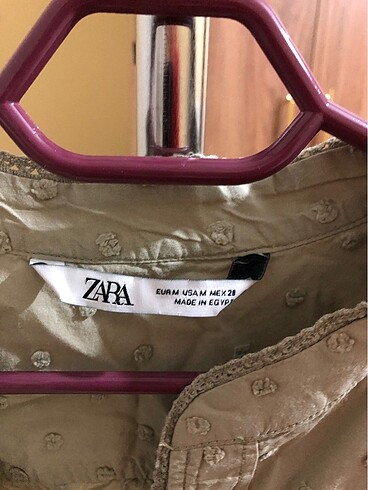 ZARA
EUR M USA M MEX 28
MADE IN EGYPT